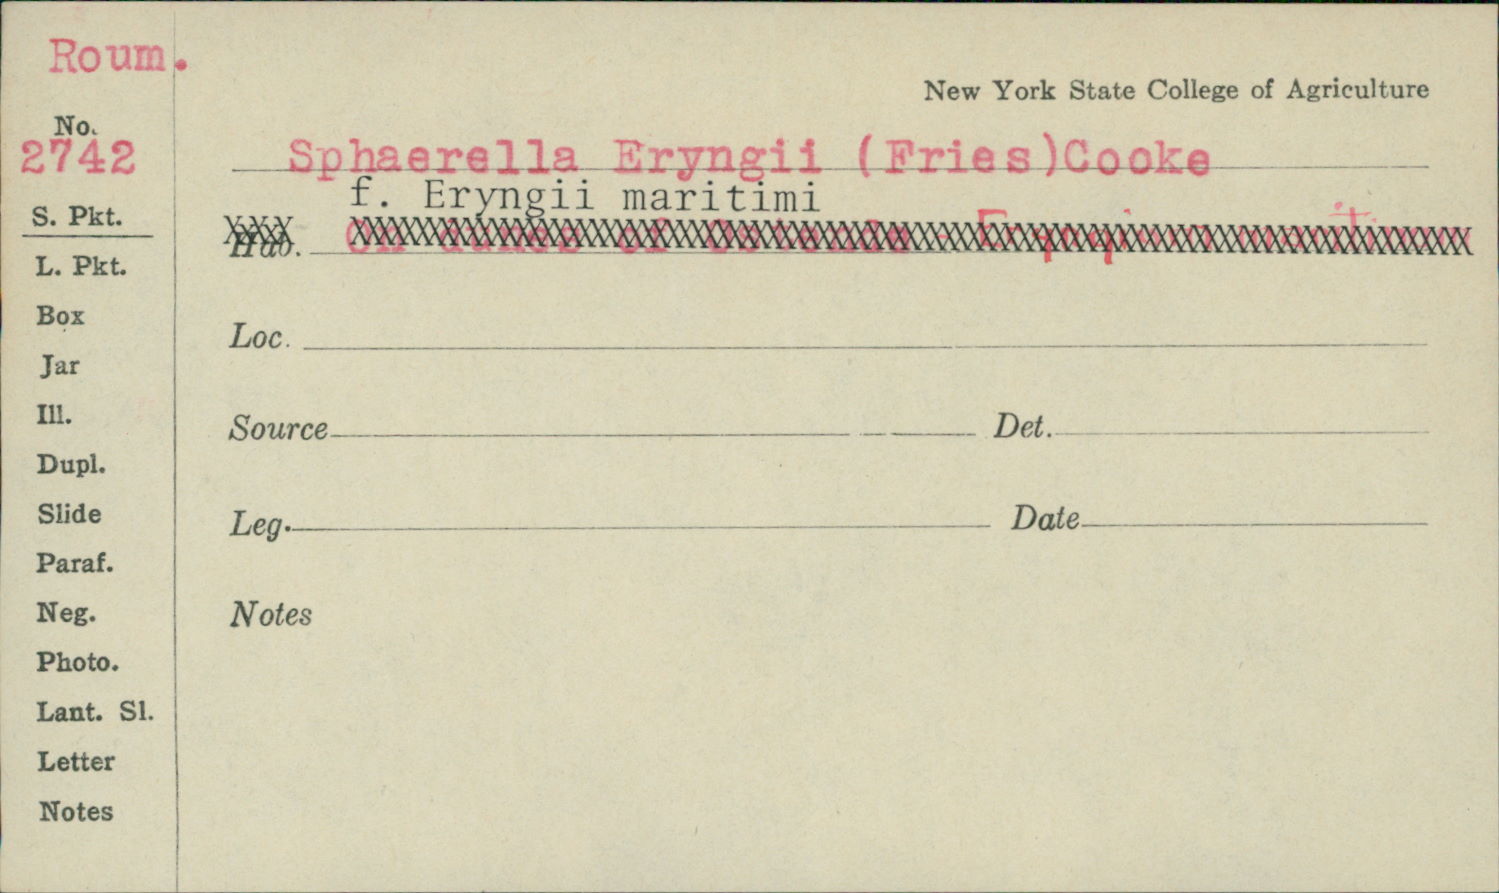 Roum.
New York State College of Agriculture
No.
2742
Sphaerella Eryngii (Fries)Cooke
f. Eryngii maritimi
S. Pkt.
XXX
Hab.
L. Pkt.
Box
Loc.
Jar
Ill.
Source Det.
Dupl.
Slide
Leg. Date
Paraf.
Neg.
Notes
Photo.
Lant. Sl.
Letter
Notes